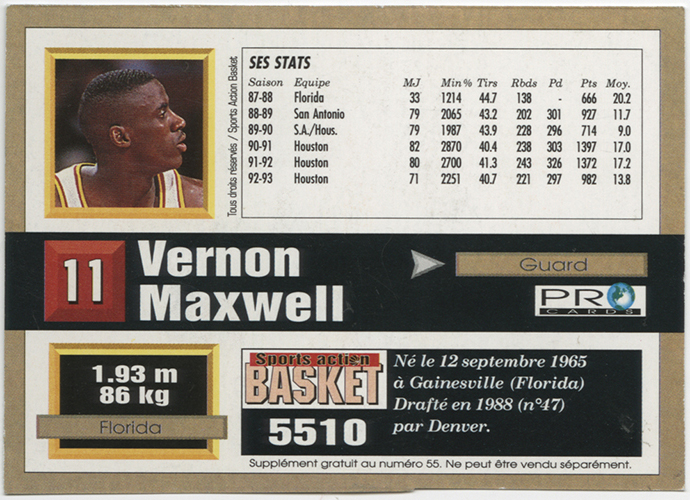 Tous droits réservés / Sports Action Basket
SES STATS
Saison Equipe MJ Min % Tirs Rbds Pd Pts Moy.
87-88 Florida 33 1214 44.7 138 - 666 20.2
88-89 San Antonio 79 2065 43.2 202 301 927 11.7
89-90 S.A./Hous. 79 1987 43.9 228 296 714 9.0
90-91 Houston 82 2870 40.4 238 303 1397 17.0
91-92 Houston 80 2700 41.3 243 326 1372 17.2
92-93 Houston 71 2251 40.7 221 297 982 13.8
11
Vernon
Maxwell
Guard
PRO
CARDS
1.93 m
86 kg
Florida
Sports action
BASKET
5510
Né le 12 septembre 1965
à Gainesville (Florida)
Drafté en 1988 (n°47)
par Denver.
Supplément gratuit au numéro 55. Ne peut être vendu séparément.